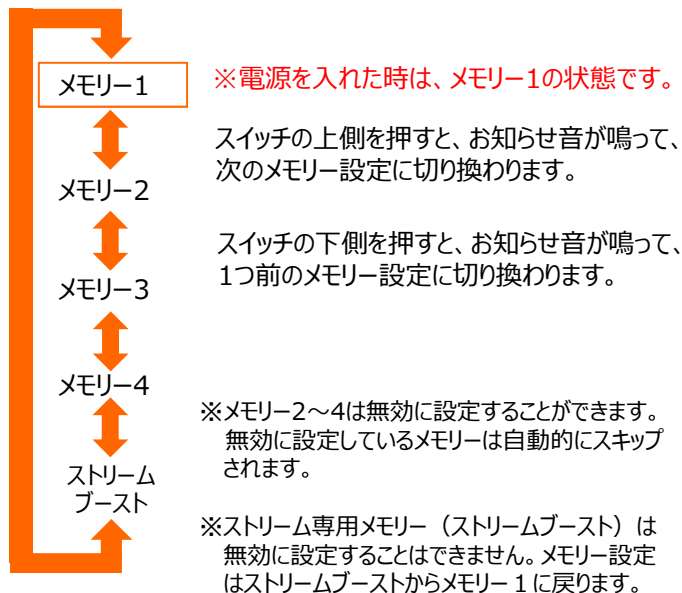 メモリー1
※電源を入れた時は、メモリー1の状態です。
スイッチの上側を押すと、お知らせ音が鳴って、
次のメモリー設定に切り換わります。
メモリー2
スイッチの下側を押すと、お知らせ音が鳴って、
1つ前のメモリー設定に切り換わります。
メモリー3
メモリー4
※メモリー2～4は無効に設定することができます。
無効に設定しているメモリーは自動的にスキップ
されます。
ストリーム
ブースト
※ストリーム専用メモリー（ストリームブースト）は
無効に設定することはできません。メモリー設定
はストリームブーストからメモリー１に戻ります。